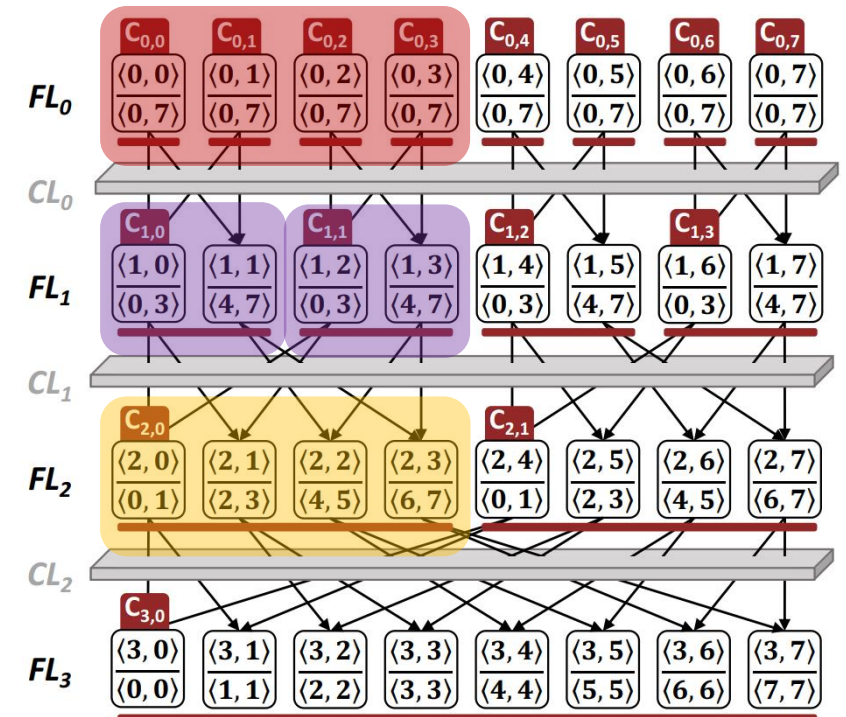 C0,0 C0,1 C0,2 C0,3 C0,4 C0,5 C0,6 C0,7
⟨0, 0⟩ ⟨0, 1⟩ ⟨0, 2⟩ ⟨0, 3⟩ ⟨0, 4⟩ ⟨0, 5⟩ ⟨0, 6⟩ ⟨0, 7⟩
FL0
⟨0, 7⟩ ⟨0, 7⟩ ⟨0, 7⟩ ⟨0, 7⟩ ⟨0, 7⟩ ⟨0, 7⟩ ⟨0, 7⟩ ⟨0, 7⟩
CL0
C1,0 C1,1 C1,2 C1,3
⟨1, 0⟩ ⟨1, 1⟩ ⟨1, 2⟩ ⟨1, 3⟩ ⟨1, 4⟩ ⟨1, 5⟩ ⟨1, 6⟩ ⟨1, 7⟩
FL1
⟨0, 3⟩ ⟨4, 7⟩ ⟨0, 3⟩ ⟨4, 7⟩ ⟨0, 3⟩ ⟨4, 7⟩ ⟨0, 3⟩ ⟨4, 7⟩
CL1
C2,0 C2,1
⟨2, 0⟩ ⟨2, 1⟩ ⟨2, 2⟩ ⟨2, 3⟩ ⟨2, 4⟩ ⟨2, 5⟩ ⟨2, 6⟩ ⟨2, 7⟩
FL2
⟨0, 1⟩ ⟨2, 3⟩ ⟨4, 5⟩ ⟨6, 7⟩ ⟨0, 1⟩ ⟨2, 3⟩ ⟨4, 5⟩ ⟨6, 7⟩
CL2
C3,0
⟨3, 0⟩ ⟨3, 1⟩ ⟨3, 2⟩ ⟨3, 3⟩ ⟨3, 4⟩ ⟨3, 5⟩ ⟨3, 6⟩ ⟨3, 7⟩
FL3
⟨0, 0⟩ ⟨1, 1⟩ ⟨2, 2⟩ ⟨3, 3⟩ ⟨4, 4⟩ ⟨5, 5⟩ ⟨6, 6⟩ ⟨7, 7⟩